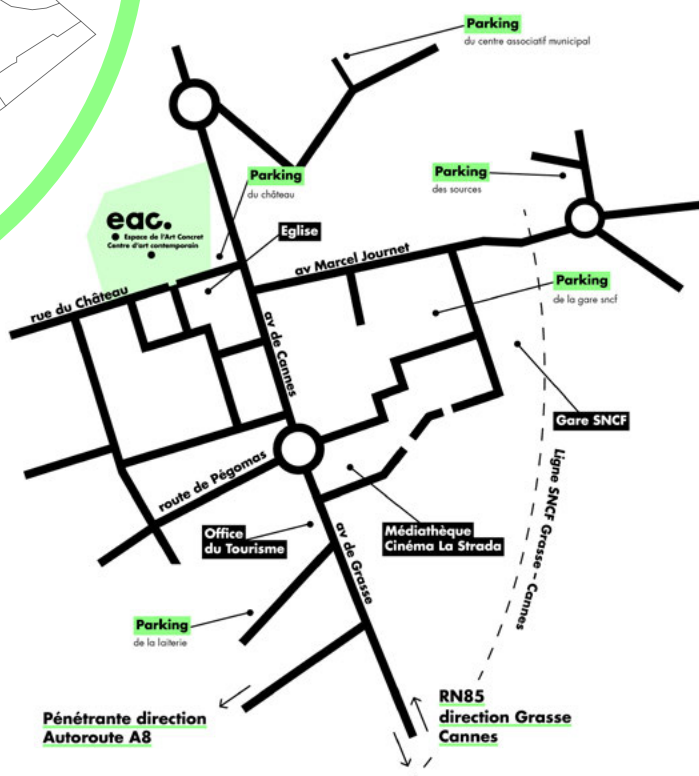 Parking
du centre associatif municipal
Parking
des sources
Parking
du château
eac.
Espace de l'Art Concret
Centre d'art contemporain
Eglise
av Marcel Journet
Parking
de la gare sncf
rue du Château
av de Cannes
Gare SNCF
route de Pégomas
Ligne SNCF Grasse - Cannes
Office
du Tourisme
Médiathèque
Cinéma La Strada
av de Grasse
Parking
de la laiterie
RN85
direction Grasse
Cannes
Pénétrante direction
Autoroute A8